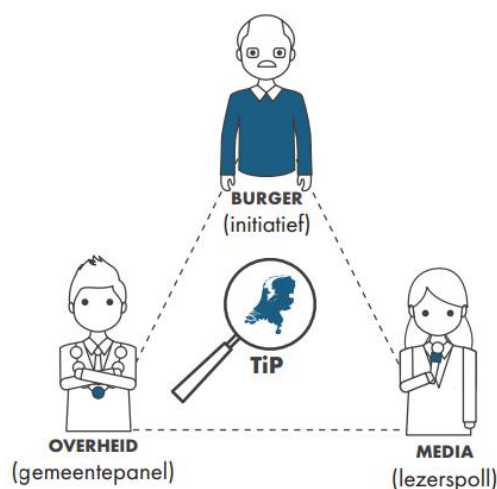 BURGER
(initiatief)
TiP
OVERHEID
(gemeentepanel)
MEDIA
(lezerspoll)